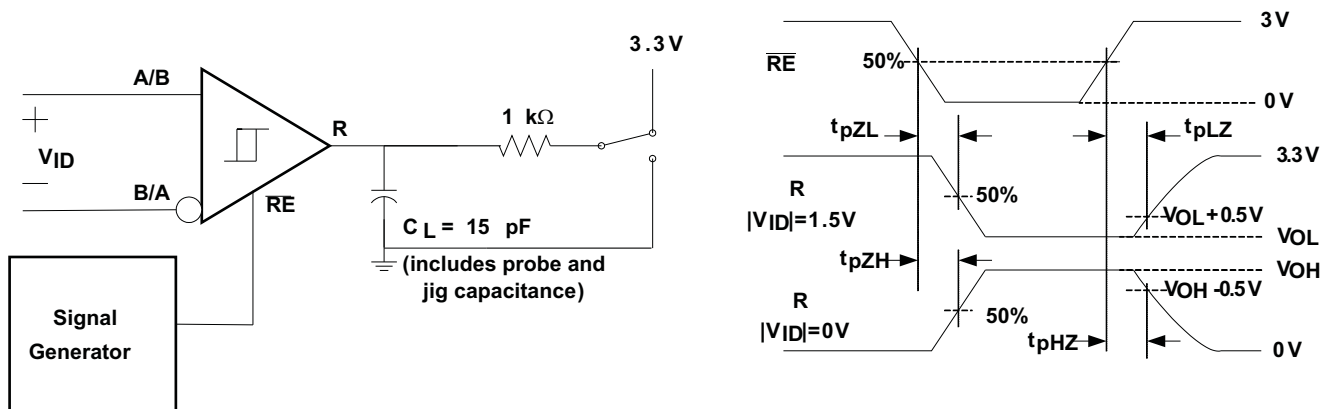 3.3V
A/B
R
1 kΩ
+
VID
−
B/A
RE
CL = 15 pF
(includes probe and
jig capacitance)
Signal
Generator
3V
RE
50%
0V
tpZL
tpLZ
3.3V
R
|VID|=1.5V
50%
VOL+0.5V
VOL
tpZH
VOH
R
|VID|=0V
VOH-0.5V
50%
tpHZ
0V